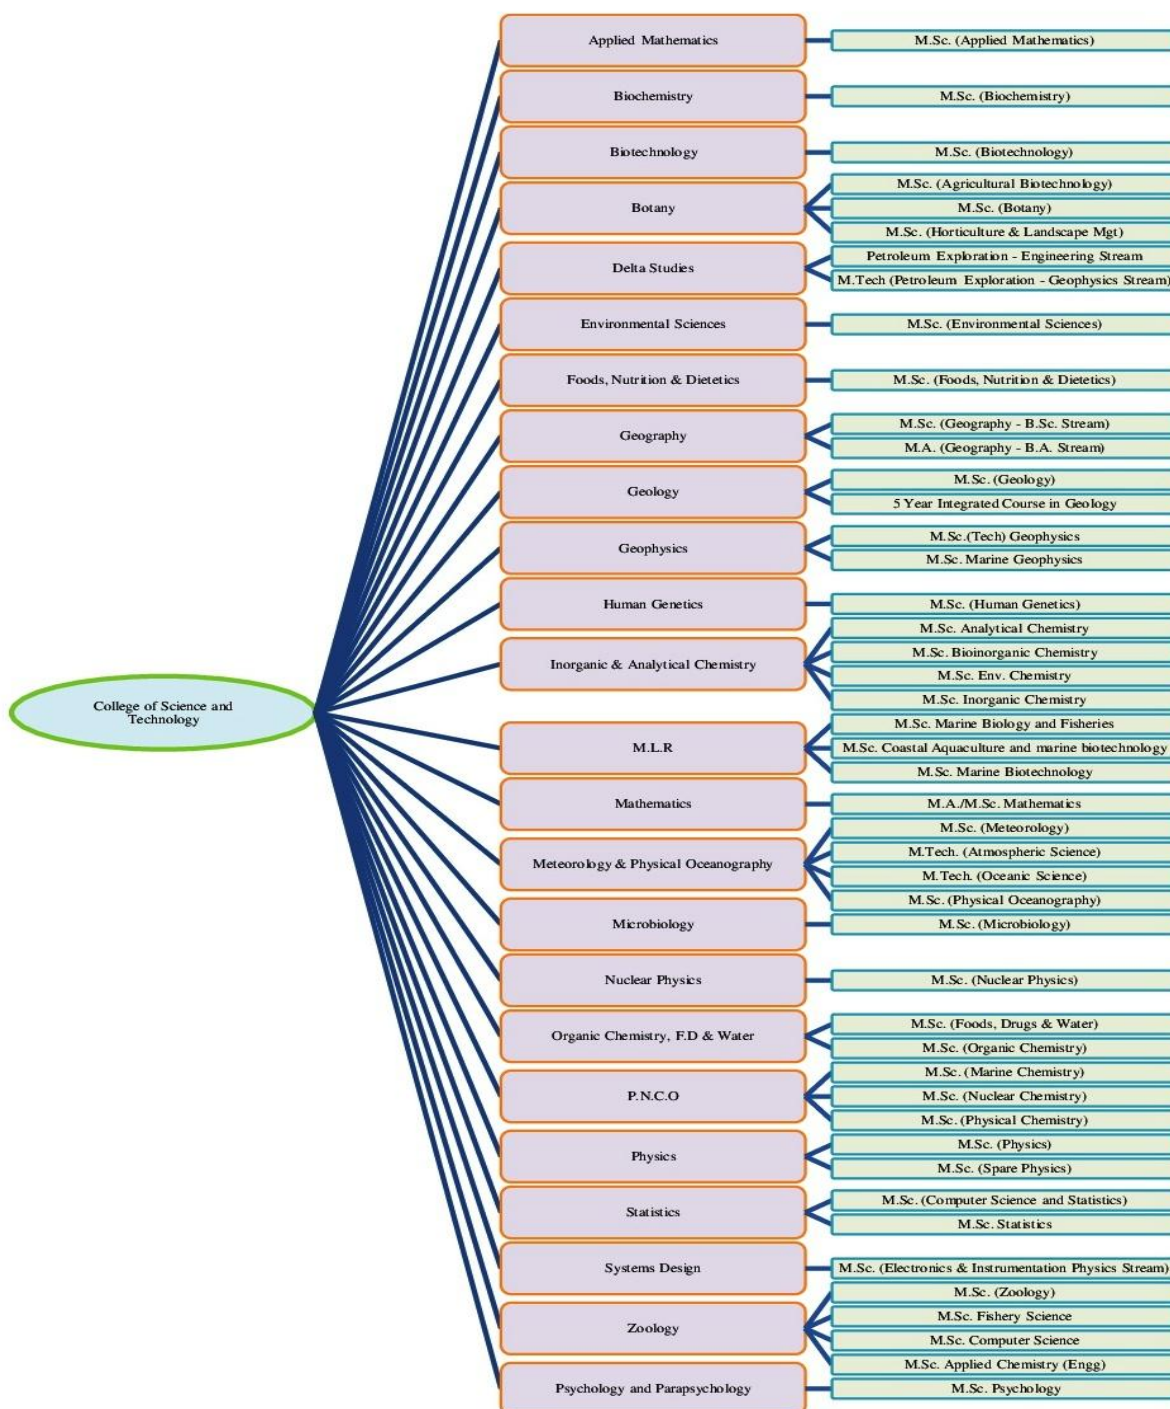 College of Science and
Technology
Applied Mathematics
M.Sc. (Applied Mathematics)
Biochemistry
M.Sc. (Biochemistry)
Biotechnology
M.Sc. (Biotechnology)
Botany
M.Sc. (Agricultural Biotechnology)
M.Sc. (Botany)
M.Sc. (Horticulture & Landscape Mgt)
Delta Studies
Petroleum Exploration - Engineering Stream
M.Tech (Petroleum Exploration - Geophysics Stream)
Environmental Sciences
M.Sc. (Environmental Sciences)
Foods, Nutrition & Dietetics
M.Sc. (Foods, Nutrition & Dietetics)
Geography
M.Sc. (Geography - B.Sc. Stream)
M.A. (Geography - B.A. Stream)
Geology
M.Sc. (Geology)
5 Year Integrated Course in Geology
Geophysics
M.Sc.(Tech) Geophysics
M.Sc. Marine Geophysics
Human Genetics
M.Sc. (Human Genetics)
Inorganic & Analytical Chemistry
M.Sc. Analytical Chemistry
M.Sc. Bioinorganic Chemistry
M.Sc. Env. Chemistry
M.Sc. Inorganic Chemistry
M.L.R
M.Sc. Marine Biology and Fisheries
M.Sc. Coastal Aquaculture and marine biotechnology
M.Sc. Marine Biotechnology
Mathematics
M.A./M.Sc. Mathematics
Meteorology & Physical Oceanography
M.Sc. (Meteorology)
M.Tech. (Atmospheric Science)
M.Tech. (Oceanic Science)
M.Sc. (Physical Oceanography)
Microbiology
M.Sc. (Microbiology)
Nuclear Physics
M.Sc. (Nuclear Physics)
Organic Chemistry, F.D & Water
M.Sc. (Foods, Drugs & Water)
M.Sc. (Organic Chemistry)
P.N.C.O
M.Sc. (Marine Chemistry)
M.Sc. (Nuclear Chemistry)
M.Sc. (Physical Chemistry)
Physics
M.Sc. (Physics)
M.Sc. (Spare Physics)
Statistics
M.Sc. (Computer Science and Statistics)
M.Sc. Statistics
Systems Design
M.Sc. (Electronics & Instrumentation Physics Stream)
Zoology
M.Sc. (Zoology)
M.Sc. Fishery Science
M.Sc. Computer Science
M.Sc. Applied Chemistry (Engg)
Psychology and Parapsychology
M.Sc. Psychology